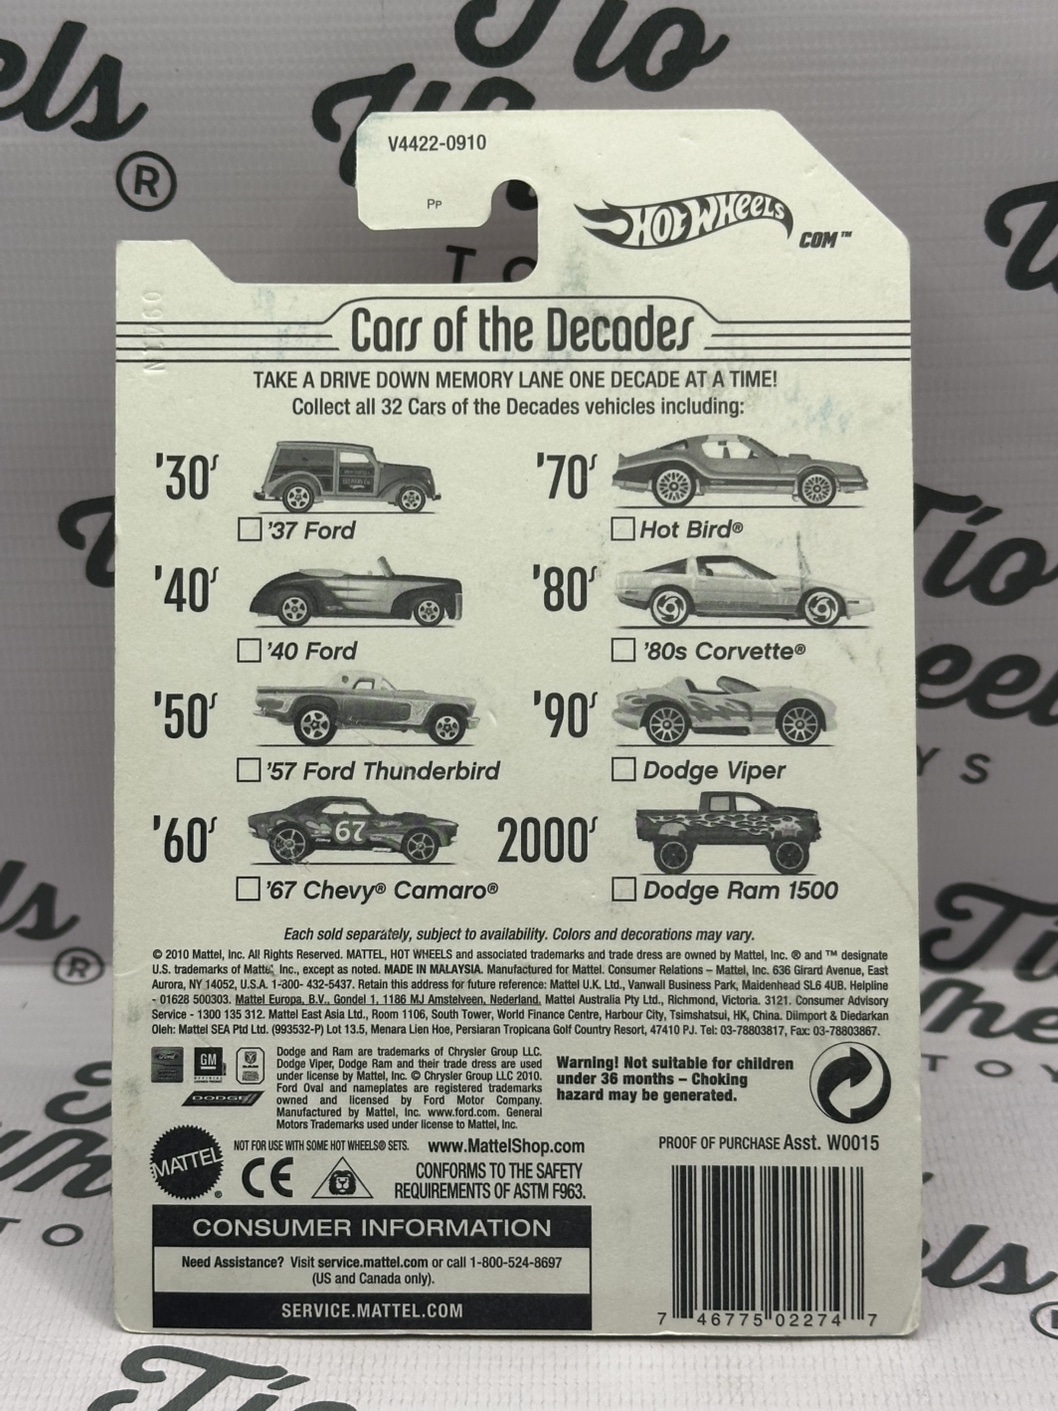 els
Tio
Wheels
®
TO
Wheels
V4422-0910
PP
HOT WHEELS
COM™
Cars of the Decades
TAKE A DRIVE DOWN MEMORY LANE ONE DECADE AT A TIME!
Collect all 32 Cars of the Decades vehicles including:
'30s
'37 Ford
'70s
Hot Bird®
'40s
'40 Ford
'80s
'80s Corvette®
'50s
'57 Ford Thunderbird
'90s
Dodge Viper
'60s
67
'67 Chevy® Camaro®
2000s
Dodge Ram 1500
Each sold separately, subject to availability. Colors and decorations may vary.
© 2010 Mattel, Inc. All Rights Reserved. MATTEL, HOT WHEELS and associated trademarks and trade dress are owned by Mattel, Inc. ® and ™ designate
U.S. trademarks of Mattel, Inc., except as noted. MADE IN MALAYSIA. Manufactured for Mattel. Consumer Relations – Mattel, Inc. 636 Girard Avenue, East
Aurora, NY 14052, U.S.A. 1-800- 432-5437. Retain this address for future reference: Mattel U.K. Ltd., Vanwall Business Park, Maidenhead SL6 4UB. Helpline
- 01628 500303. Mattel Europa, B.V., Gondel 1, 1186 MJ Amstelveen, Nederland. Mattel Australia Pty Ltd., Richmond, Victoria. 3121. Consumer Advisory
Service - 1300 135 312. Mattel East Asia Ltd., Room 1106, South Tower, World Finance Centre, Harbour City, Tsimshatsui, HK, China. Diimport & Diedarkan
Oleh: Mattel SEA Ptd Ltd. (993532-P) Lot 13.5, Menara Lien Hoe, Persiaran Tropicana Golf Country Resort, 47410 PJ. Tel: 03-78803817, Fax: 03-78803867.
Ford
GM
DODGE
Dodge and Ram are trademarks of Chrysler Group LLC.
Dodge Viper, Dodge Ram and their trade dress are used
under license by Mattel, Inc. © Chrysler Group LLC 2010.
Ford Oval and nameplates are registered trademarks
owned and licensed by Ford Motor Company.
Manufactured by Mattel, Inc. www.ford.com. General
Motors Trademarks used under license to Mattel, Inc.
Warning! Not suitable for children
under 36 months – Choking
hazard may be generated.
MATTEL
®
NOT FOR USE WITH SOME HOT WHEELS® SETS. www.MattelShop.com
CE
CONFORMS TO THE SAFETY
REQUIREMENTS OF ASTM F963.
PROOF OF PURCHASE Asst. W0015
CONSUMER INFORMATION
Need Assistance? Visit service.mattel.com or call 1-800-524-8697
(US and Canada only).
SERVICE.MATTEL.COM
7 46775 02274 7
Tio
eel
YS
ls
®
TOY
Tio